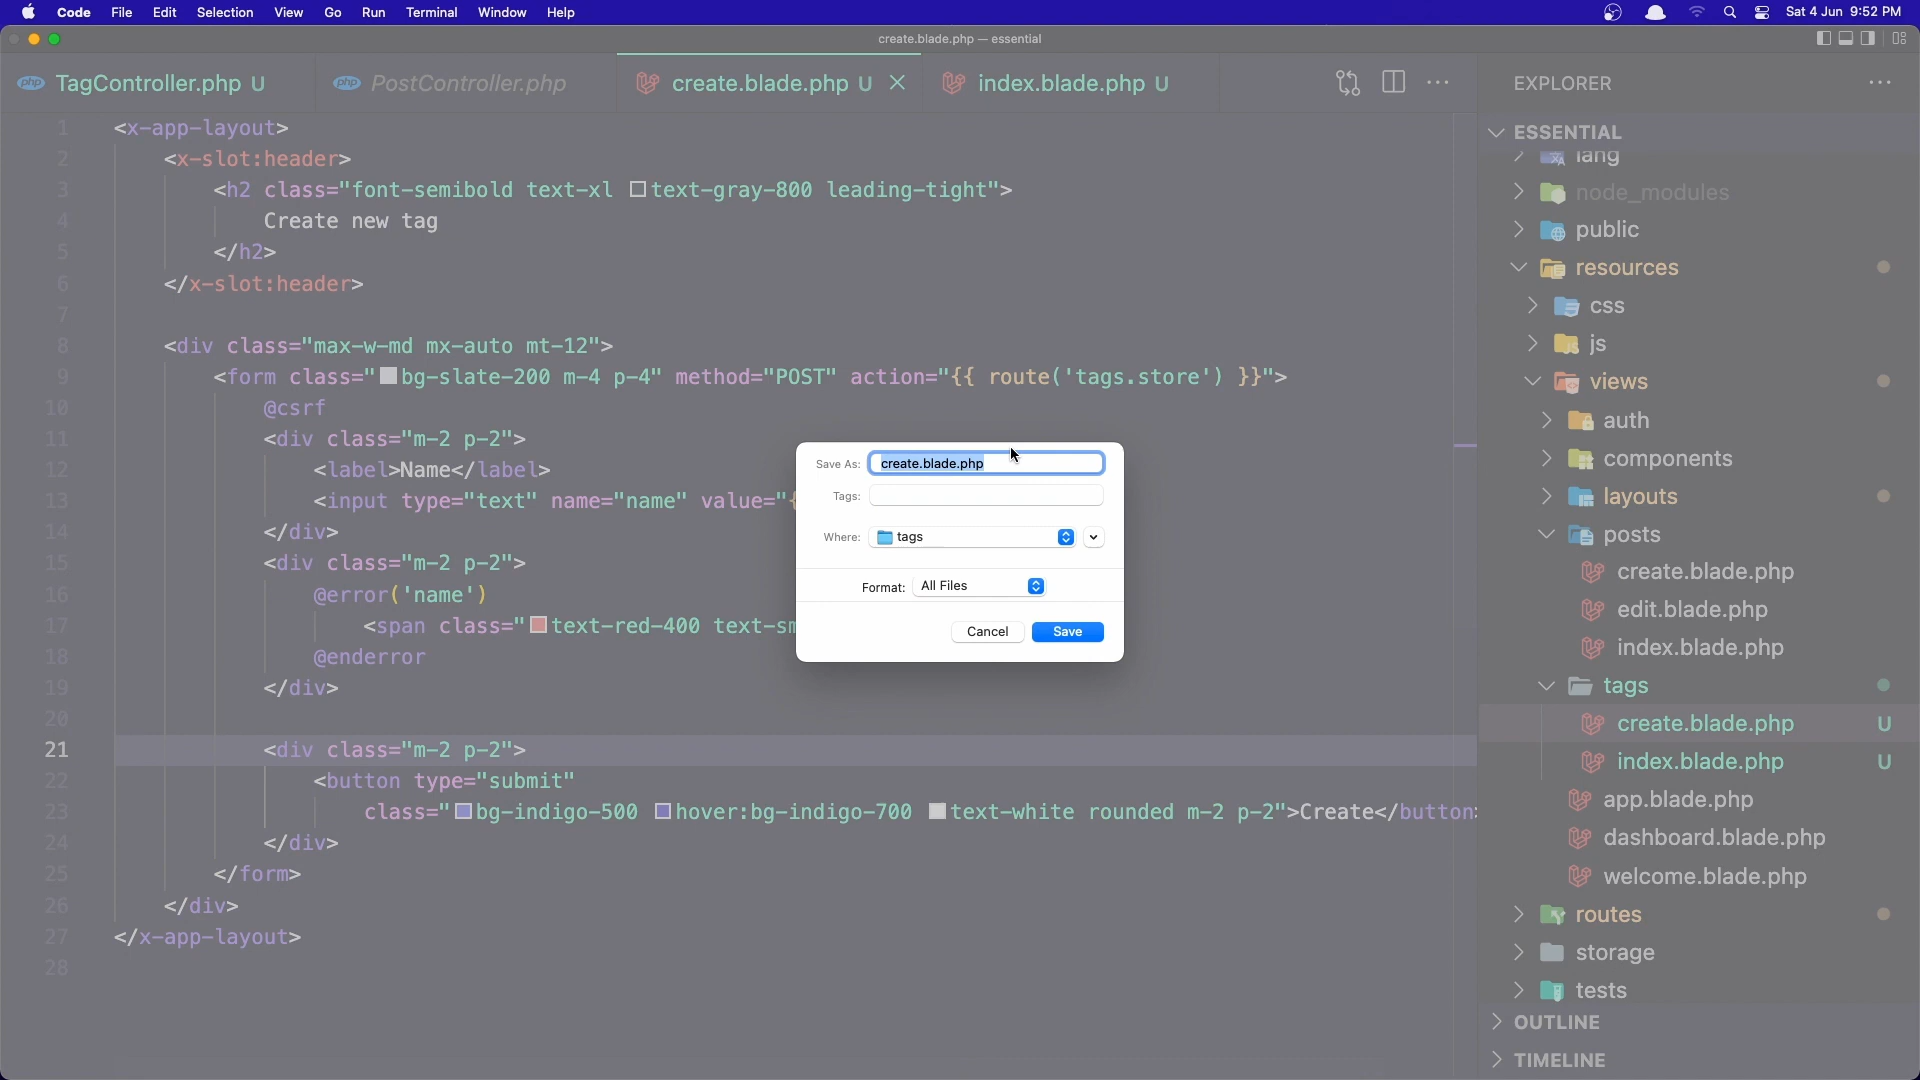 Code File Edit Selection View Go Run Terminal Window Help Sat 4 Jun 9:52 PM
create.blade.php — essential
php TagController.php U php PostController.php create.blade.php U index.blade.php U
1 <x-app-layout>
2 <x-slot:header>
3 <h2 class="font-semibold text-xl text-gray-800 leading-tight">
4 Create new tag
5 </h2>
6 </x-slot:header>
7
8 <div class="max-w-md mx-auto mt-12">
9 <form class="bg-slate-200 m-4 p-4" method="POST" action="{{ route('tags.store') }}">
10 @csrf
11 <div class="m-2 p-2">
12 <label>Name</label>
13 <input type="text" name="name" value="{
14 </div>
15 <div class="m-2 p-2">
16 @error('name')
17 <span class="text-red-400 text-sm
18 @enderror
19 </div>
20
21 <div class="m-2 p-2">
22 <button type="submit"
23 class="bg-indigo-500 hover:bg-indigo-700 text-white rounded m-2 p-2">Create</button>
24 </div>
25 </form>
26 </div>
27 </x-app-layout>
28
Save As: create.blade.php
Tags:
Where: tags
Format: All Files
Cancel Save
EXPLORER
ESSENTIAL
lang
node_modules
public
resources
css
js
views
auth
components
layouts
posts
create.blade.php
edit.blade.php
index.blade.php
tags
create.blade.php U
index.blade.php U
app.blade.php
dashboard.blade.php
welcome.blade.php
routes
storage
tests
OUTLINE
TIMELINE